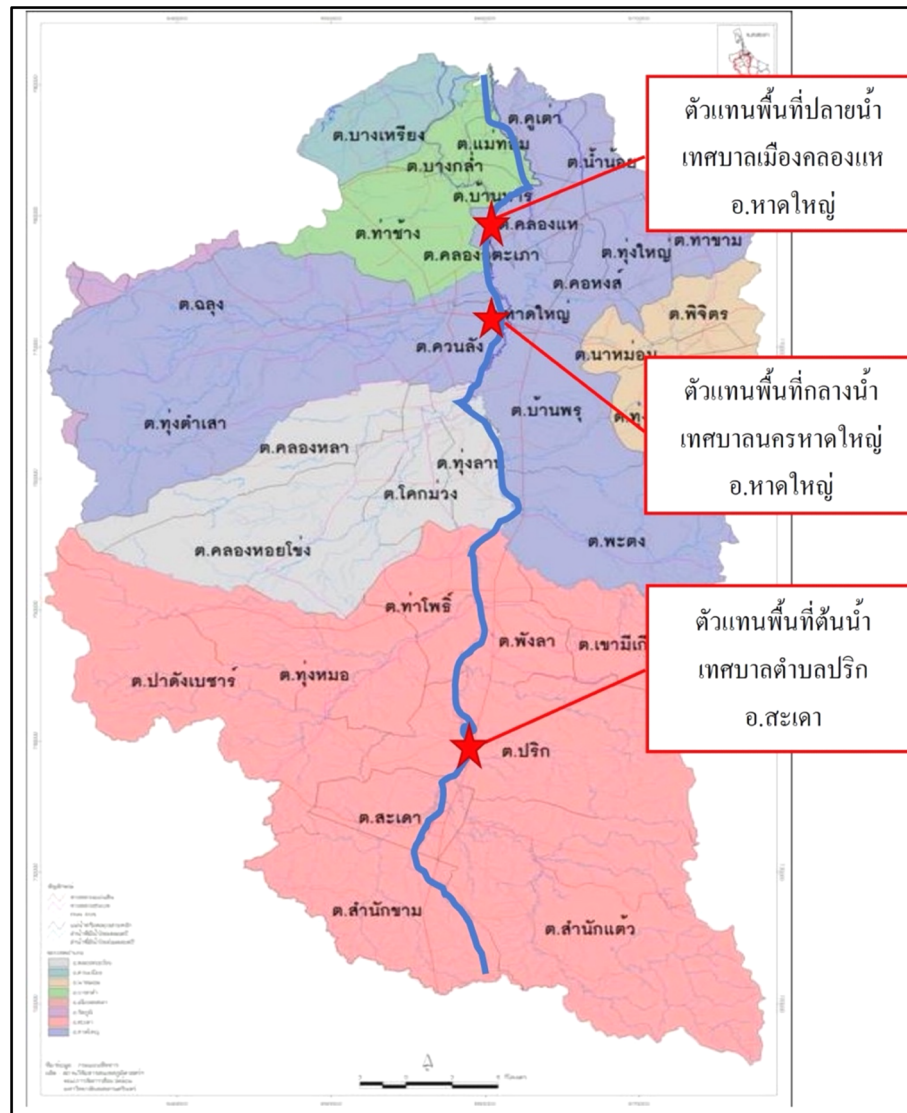 ต.คูเต่า
ต.บางเหรียง
ต.แม่ทอม
ต.บางกล่ำ
ต.น้ำน้อย
ต.บ้านหาร
ต.คลองแห
ต.ท่าช้าง
ต.คลองอู่ตะเภา
ต.ทุ่งใหญ่
ต.ท่าข้าม
ต.คอหงส์
ต.ฉลุง
หาดใหญ่
ต.พิจิตร
ต.ควนลัง
ต.นาหม่อม
ต.บ้านพรุ
ต.ทุ่ง
ต.ทุ่งตำเสา
ต.คลองหลา
ต.ทุ่งลาน
ต.โคกม่วง
ต.คลองหอยโข่ง
ต.พะตง
ต.ท่าโพธิ์
ต.พังลา
ต.เขามีเกี
ต.ปาดังเบซาร์
ต.ทุ่งหมอ
ต.ปริก
ต.สะเดา
ต.สำนักขาม
ต.สำนักแต้ว
ตัวแทนพื้นที่ปลายน้ำ
เทศบาลเมืองคลองแห
อ.หาดใหญ่
ตัวแทนพื้นที่กลางน้ำ
เทศบาลนครหาดใหญ่
อ.หาดใหญ่
ตัวแทนพื้นที่ต้นน้ำ
เทศบาลตำบลปริก
อ.สะเดา